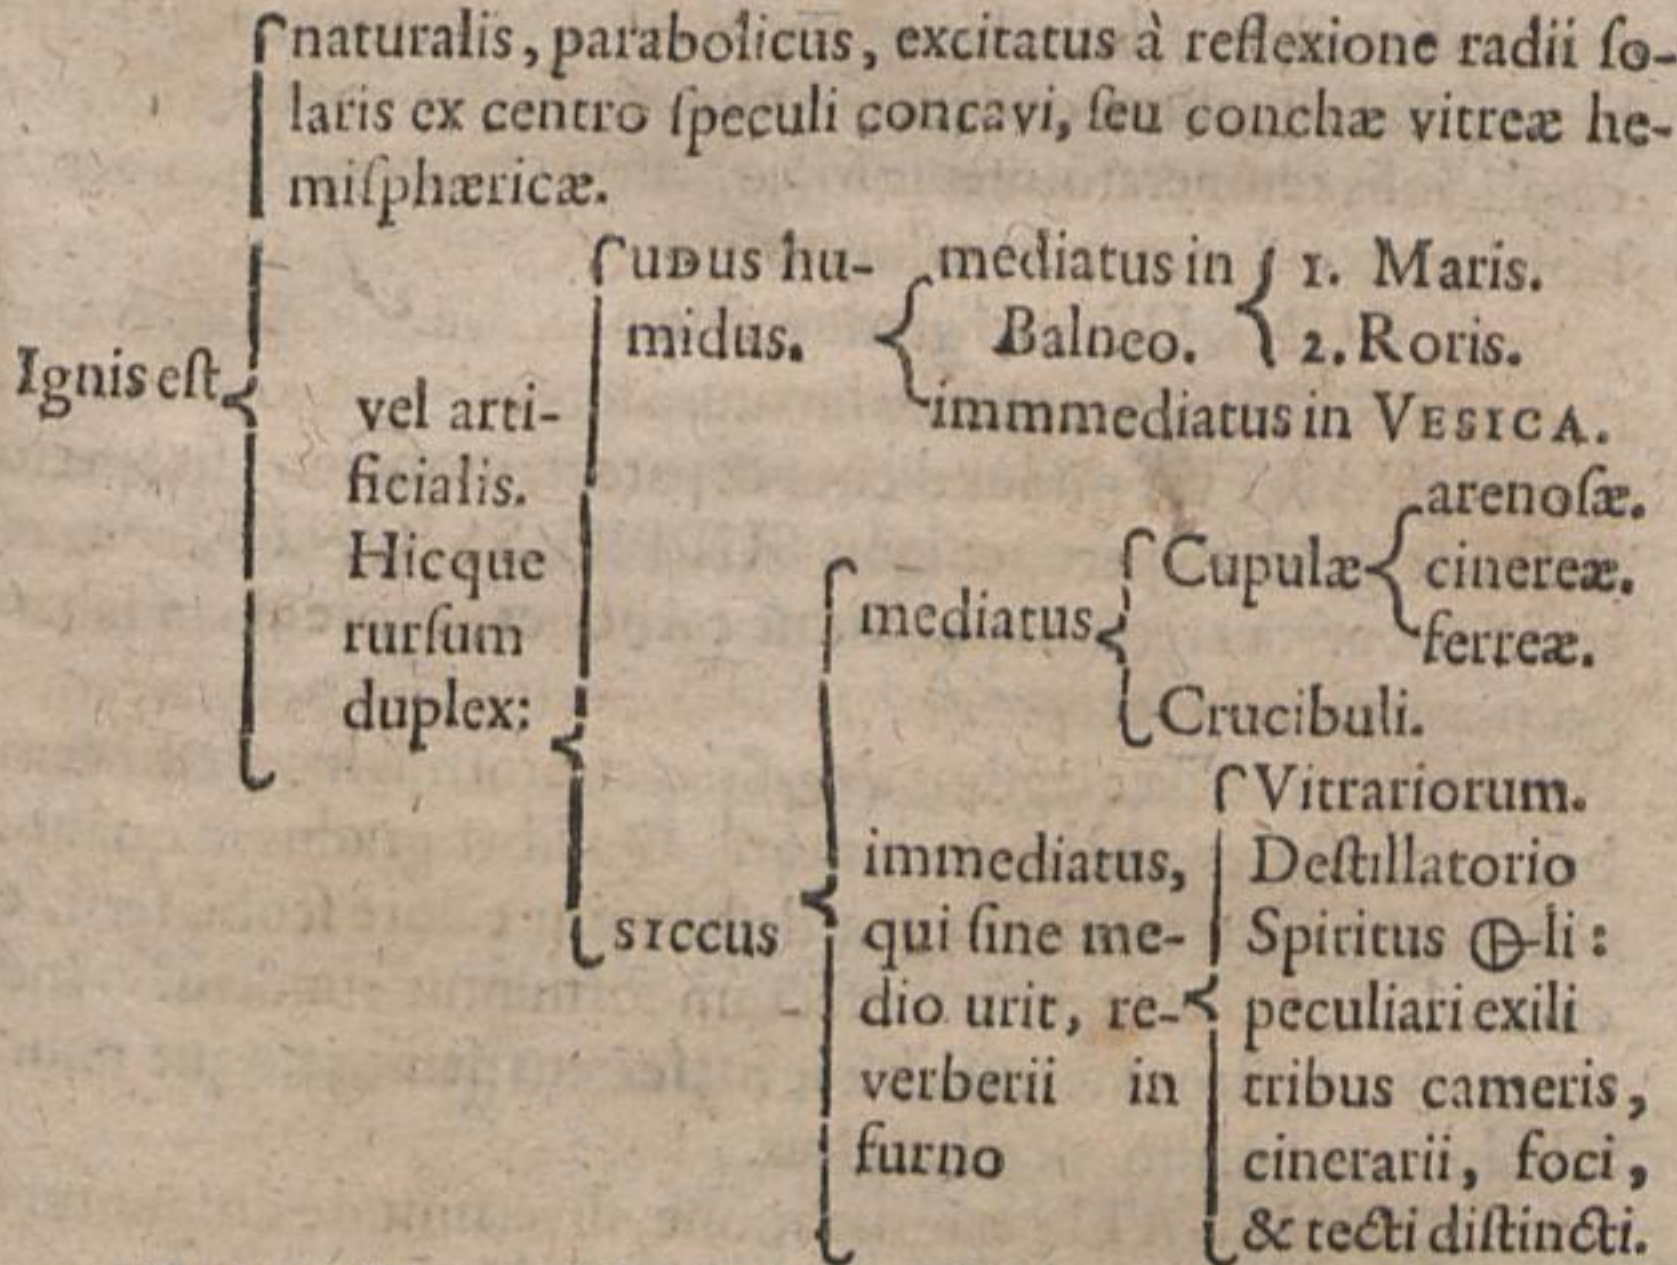 naturalis, parabolicus, excitatus à reflexione radii ſo-
laris ex centro ſpeculi concavi, ſeu conchæ vitreæ he-
miſphæricæ.
Ignis eſt
vel arti-
ficialis.
Hicque
rurſum
duplex:
UDUS hu-
midus.
mediatus in
Balneo.
1. Maris.
2. Roris.
immmediatus in VESICA.
SICCUS
mediatus
Cupulæ
arenoſæ.
cinereæ.
ferreæ.
Crucibuli.
immediatus,
qui ſine me-
dio urit, re-
verberii in
furno
Vitrariorum.
Deſtillatorio
Spiritus 🜨-li:
peculiari exili
tribus cameris,
cinerarii, foci,
& tecti diſtincti.